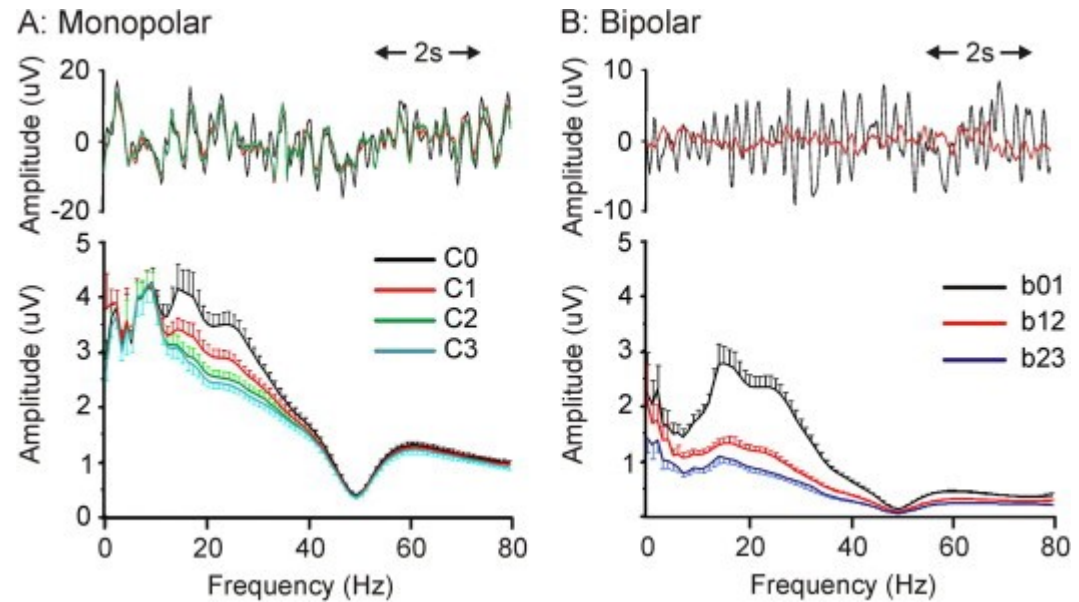 A: Monopolar
2s
Amplitude (uV)
20
0
-20
Amplitude (uV)
5
4
3
2
1
0
C0
C1
C2
C3
0 20 40 60 80
Frequency (Hz)
B: Bipolar
2s
Amplitude (uV)
10
0
-10
Amplitude (uV)
5
4
3
2
1
b01
b12
b23
0 20 40 60 80
Frequency (Hz)